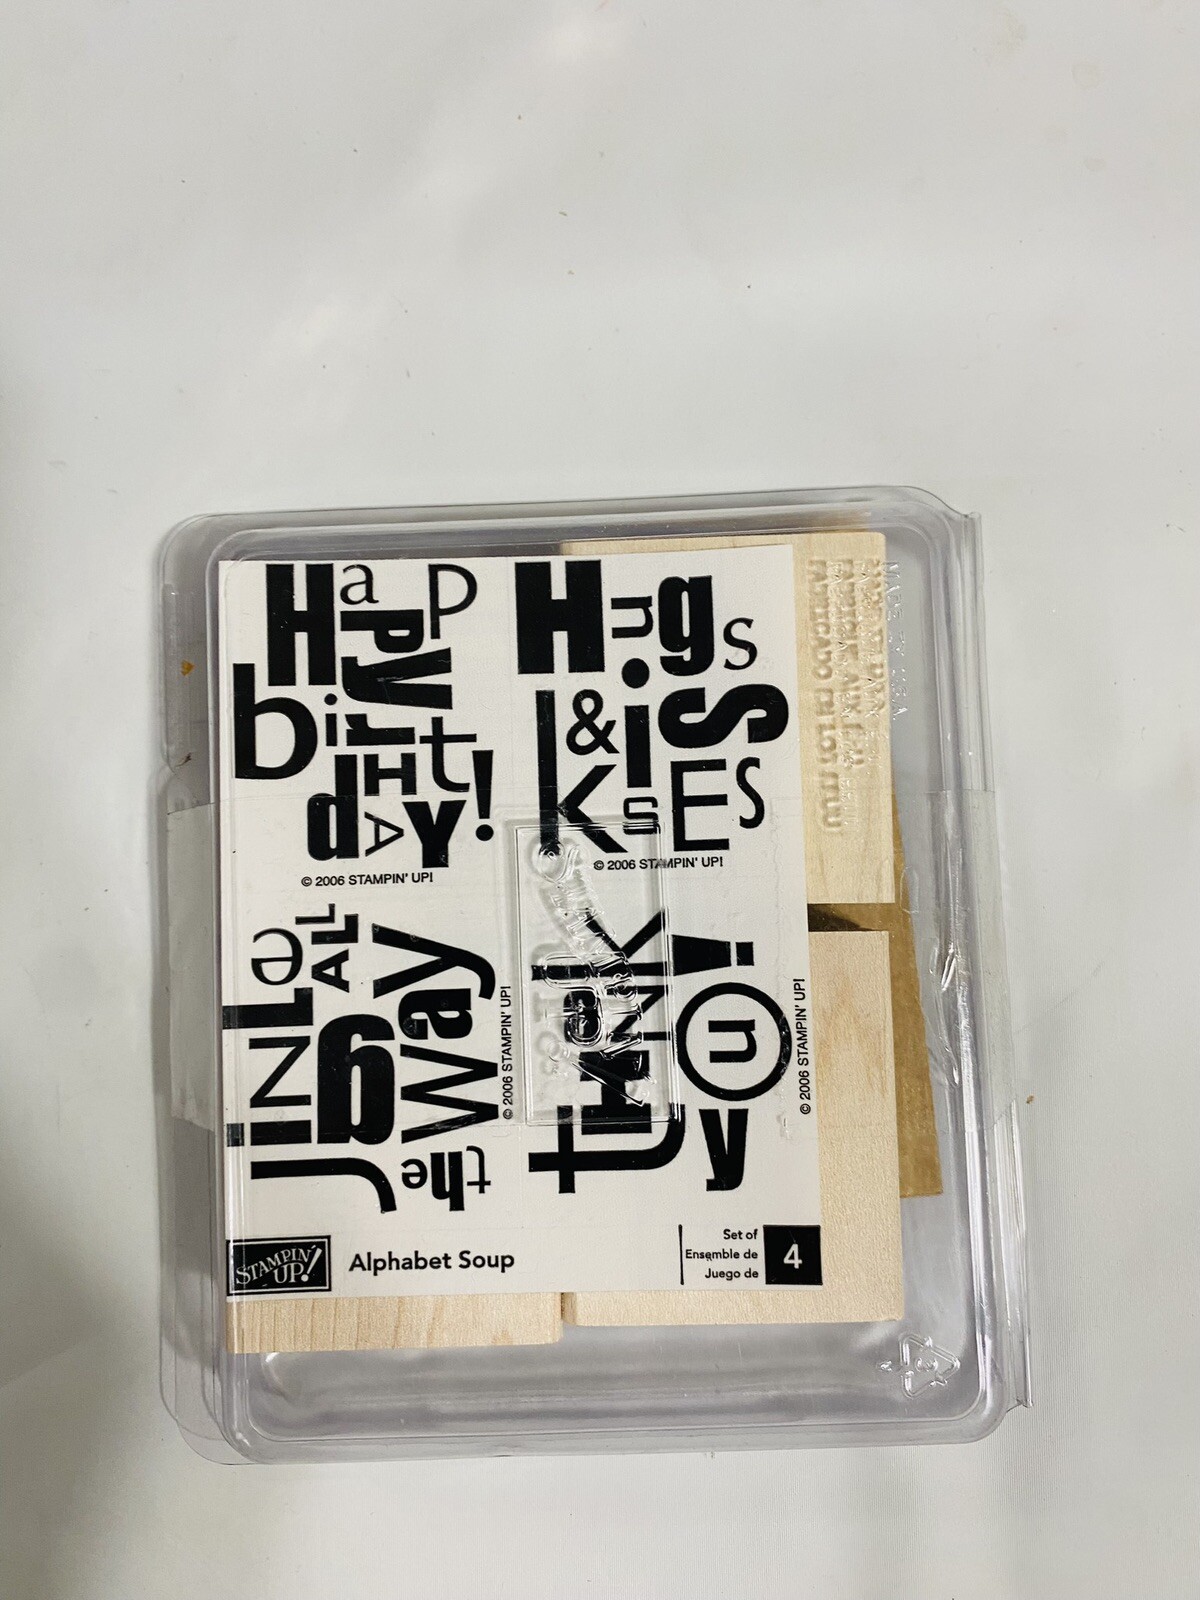 Happy
birtHdAY!
© 2006 STAMPIN' UP!
Hugs
& kisSEs
© 2006 STAMPIN' UP!
JiNgLe
ALL
the Way
© 2006 STAMPIN' UP!
tHaNK
you!
© 2006 STAMPIN' UP!
STAMPIN' UP!
Alphabet Soup
Set of
Ensemble de
Juego de
4